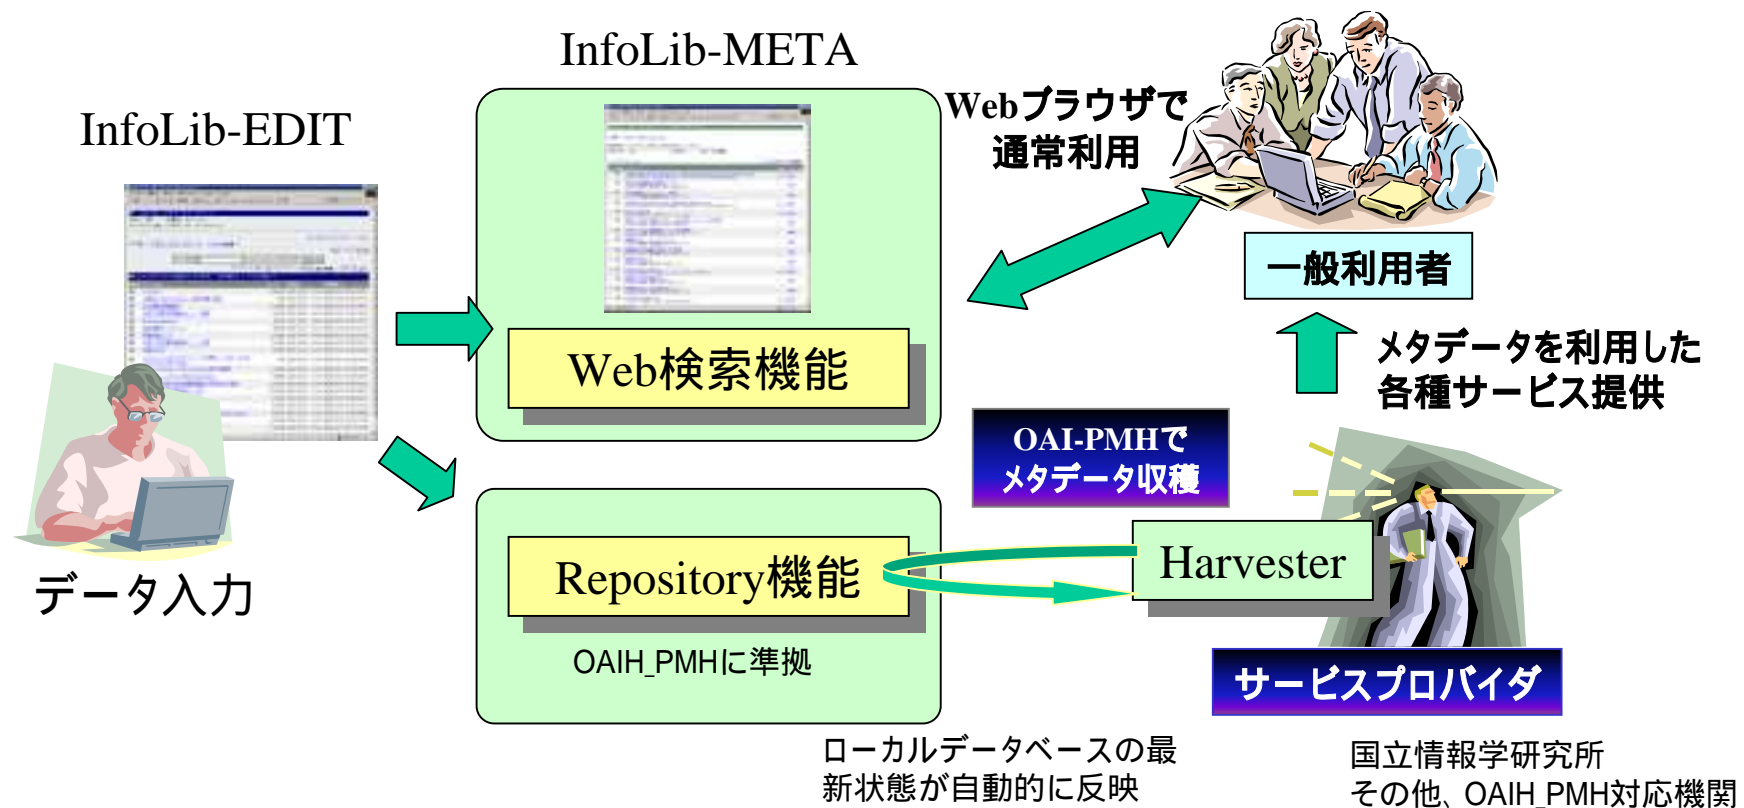 InfoLib-META
InfoLib-EDIT
Webブラウザで
通常利用
一般利用者
Web検索機能
メタデータを利用した
各種サービス提供
OAI-PMHで
メタデータ収穫
Repository機能
Harvester
データ入力
OAIH_PMHに準拠
サービスプロバイダ
ローカルデータベースの最
新状態が自動的に反映
国立情報学研究所
その他、OAIH_PMH対応機関